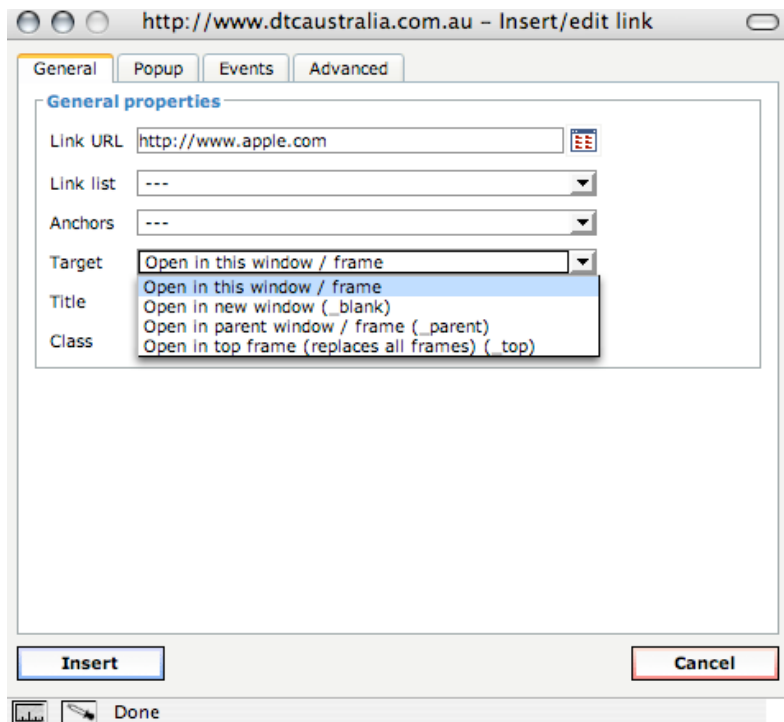 http://www.dtcaustralia.com.au – Insert/edit link
General Popup Events Advanced
General properties
Link URL http://www.apple.com
Link list ---
Anchors ---
Target Open in this window / frame
Open in this window / frame
Title Open in new window (_blank)
Open in parent window / frame (_parent)
Class Open in top frame (replaces all frames) (_top)
Insert Cancel
Done